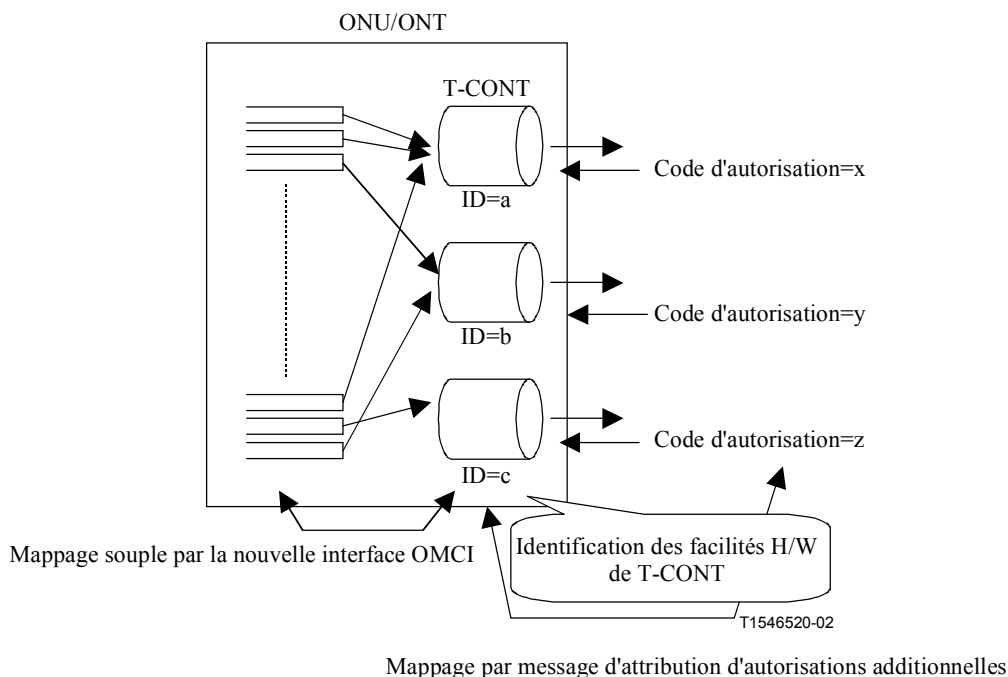 ONU/ONT
T-CONT
Code d'autorisation=x
ID=a
Code d'autorisation=y
ID=b
Code d'autorisation=z
ID=c
Mappage souple par la nouvelle interface OMCI
Identification des facilités H/W
de T-CONT
T1546520-02
Mappage par message d'attribution d'autorisations additionnelles